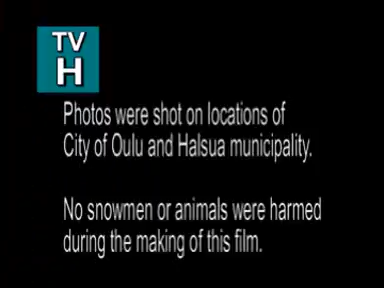 TV
H
Photos were shot on locations of
City of Oulu and Halsua municipality.
No snowmen or animals were harmed
during the making of this film.